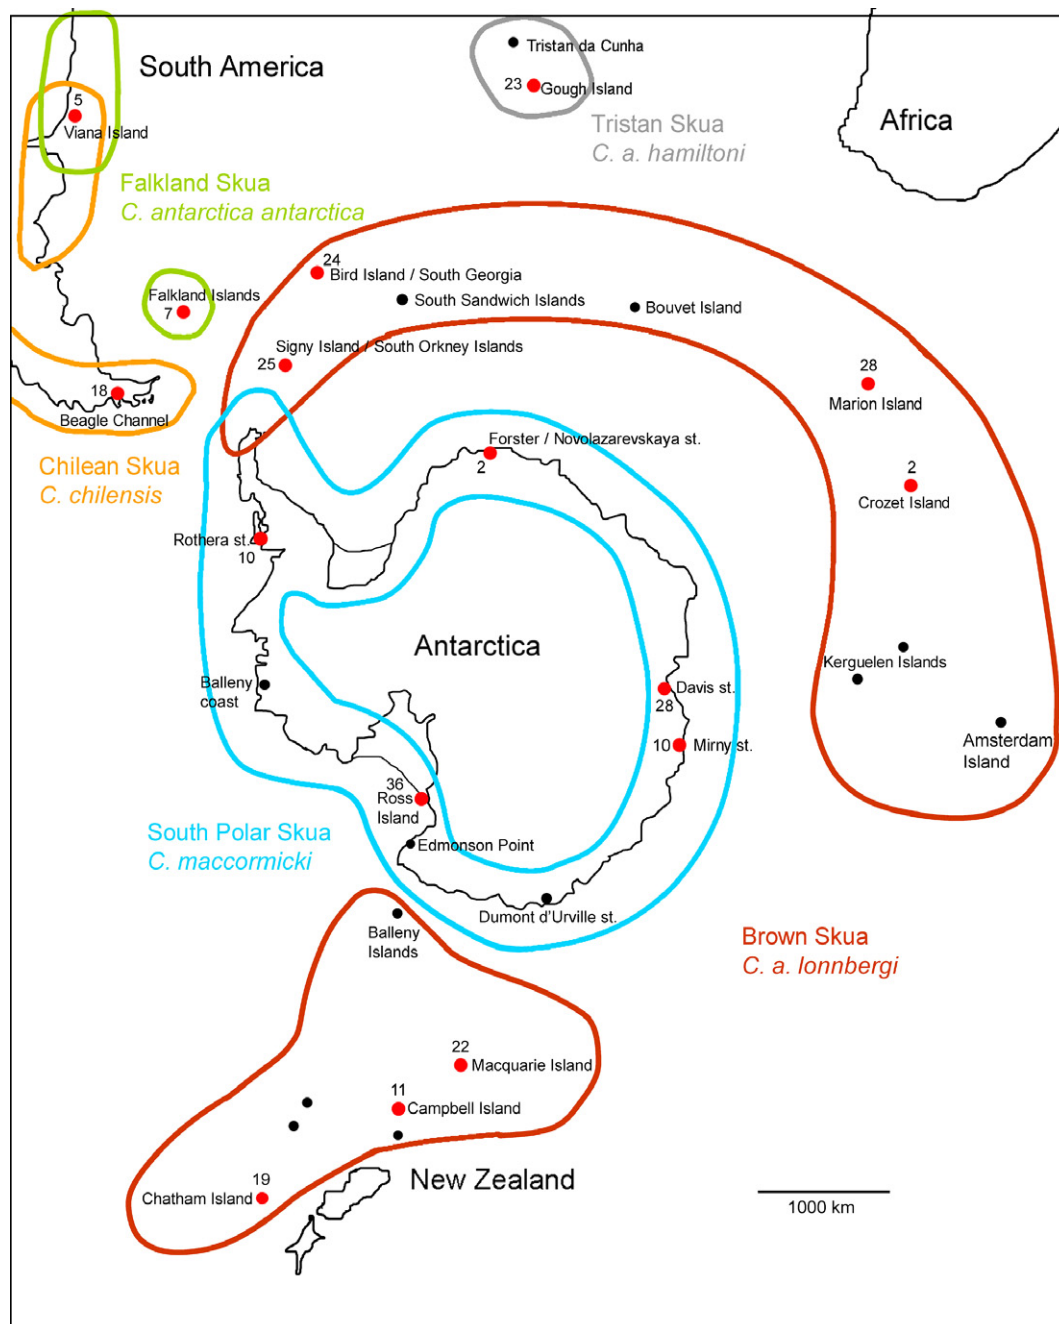 South America
Tristan da Cunha
23
Gough Island
Africa
5
Viana Island
Tristan Skua
C. a. hamiltoni
Falkland Skua
C. antarctica antarctica
24
Bird Island / South Georgia
Falkland Islands
7
South Sandwich Islands
Bouvet Island
Signy Island / South Orkney Islands
25
28
Marion Island
18
Beagle Channel
Forster / Novolazarevskaya st.
2
Chilean Skua
C. chilensis
2
Crozet Island
Rothera st.
10
Antarctica
Kerguelen Islands
Balleny
coast
Davis st.
28
10
Mirny st.
Amsterdam
Island
36
Ross
Island
South Polar Skua
C. maccormicki
Edmonson Point
Dumont d'Urville st.
Balleny
Islands
Brown Skua
C. a. lonnbergi
22
Macquarie Island
11
Campbell Island
19
Chatham Island
New Zealand
1000 km